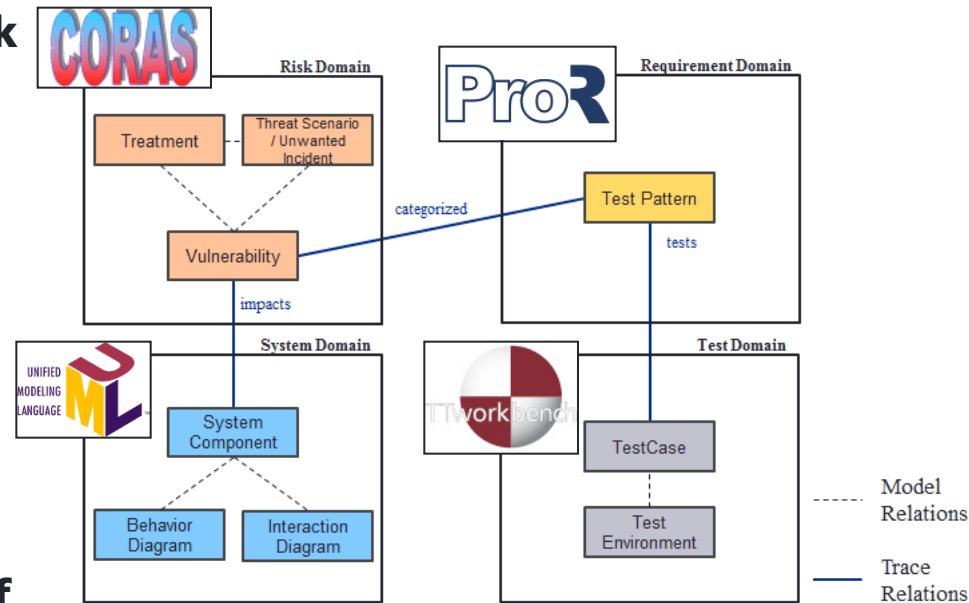 k
CORAS
Risk Domain
Treatment
Threat Scenario
/ Unwanted
Incident
Vulnerability
categorized
impacts
ProR
Requirement Domain
Test Pattern
tests
UNIFIED
MODELING
LANGUAGE
UML
System Domain
System
Component
Behavior
Diagram
Interaction
Diagram
TTworkbench
Test Domain
TestCase
Test
Environment
Model
Relations
Trace
Relations
f